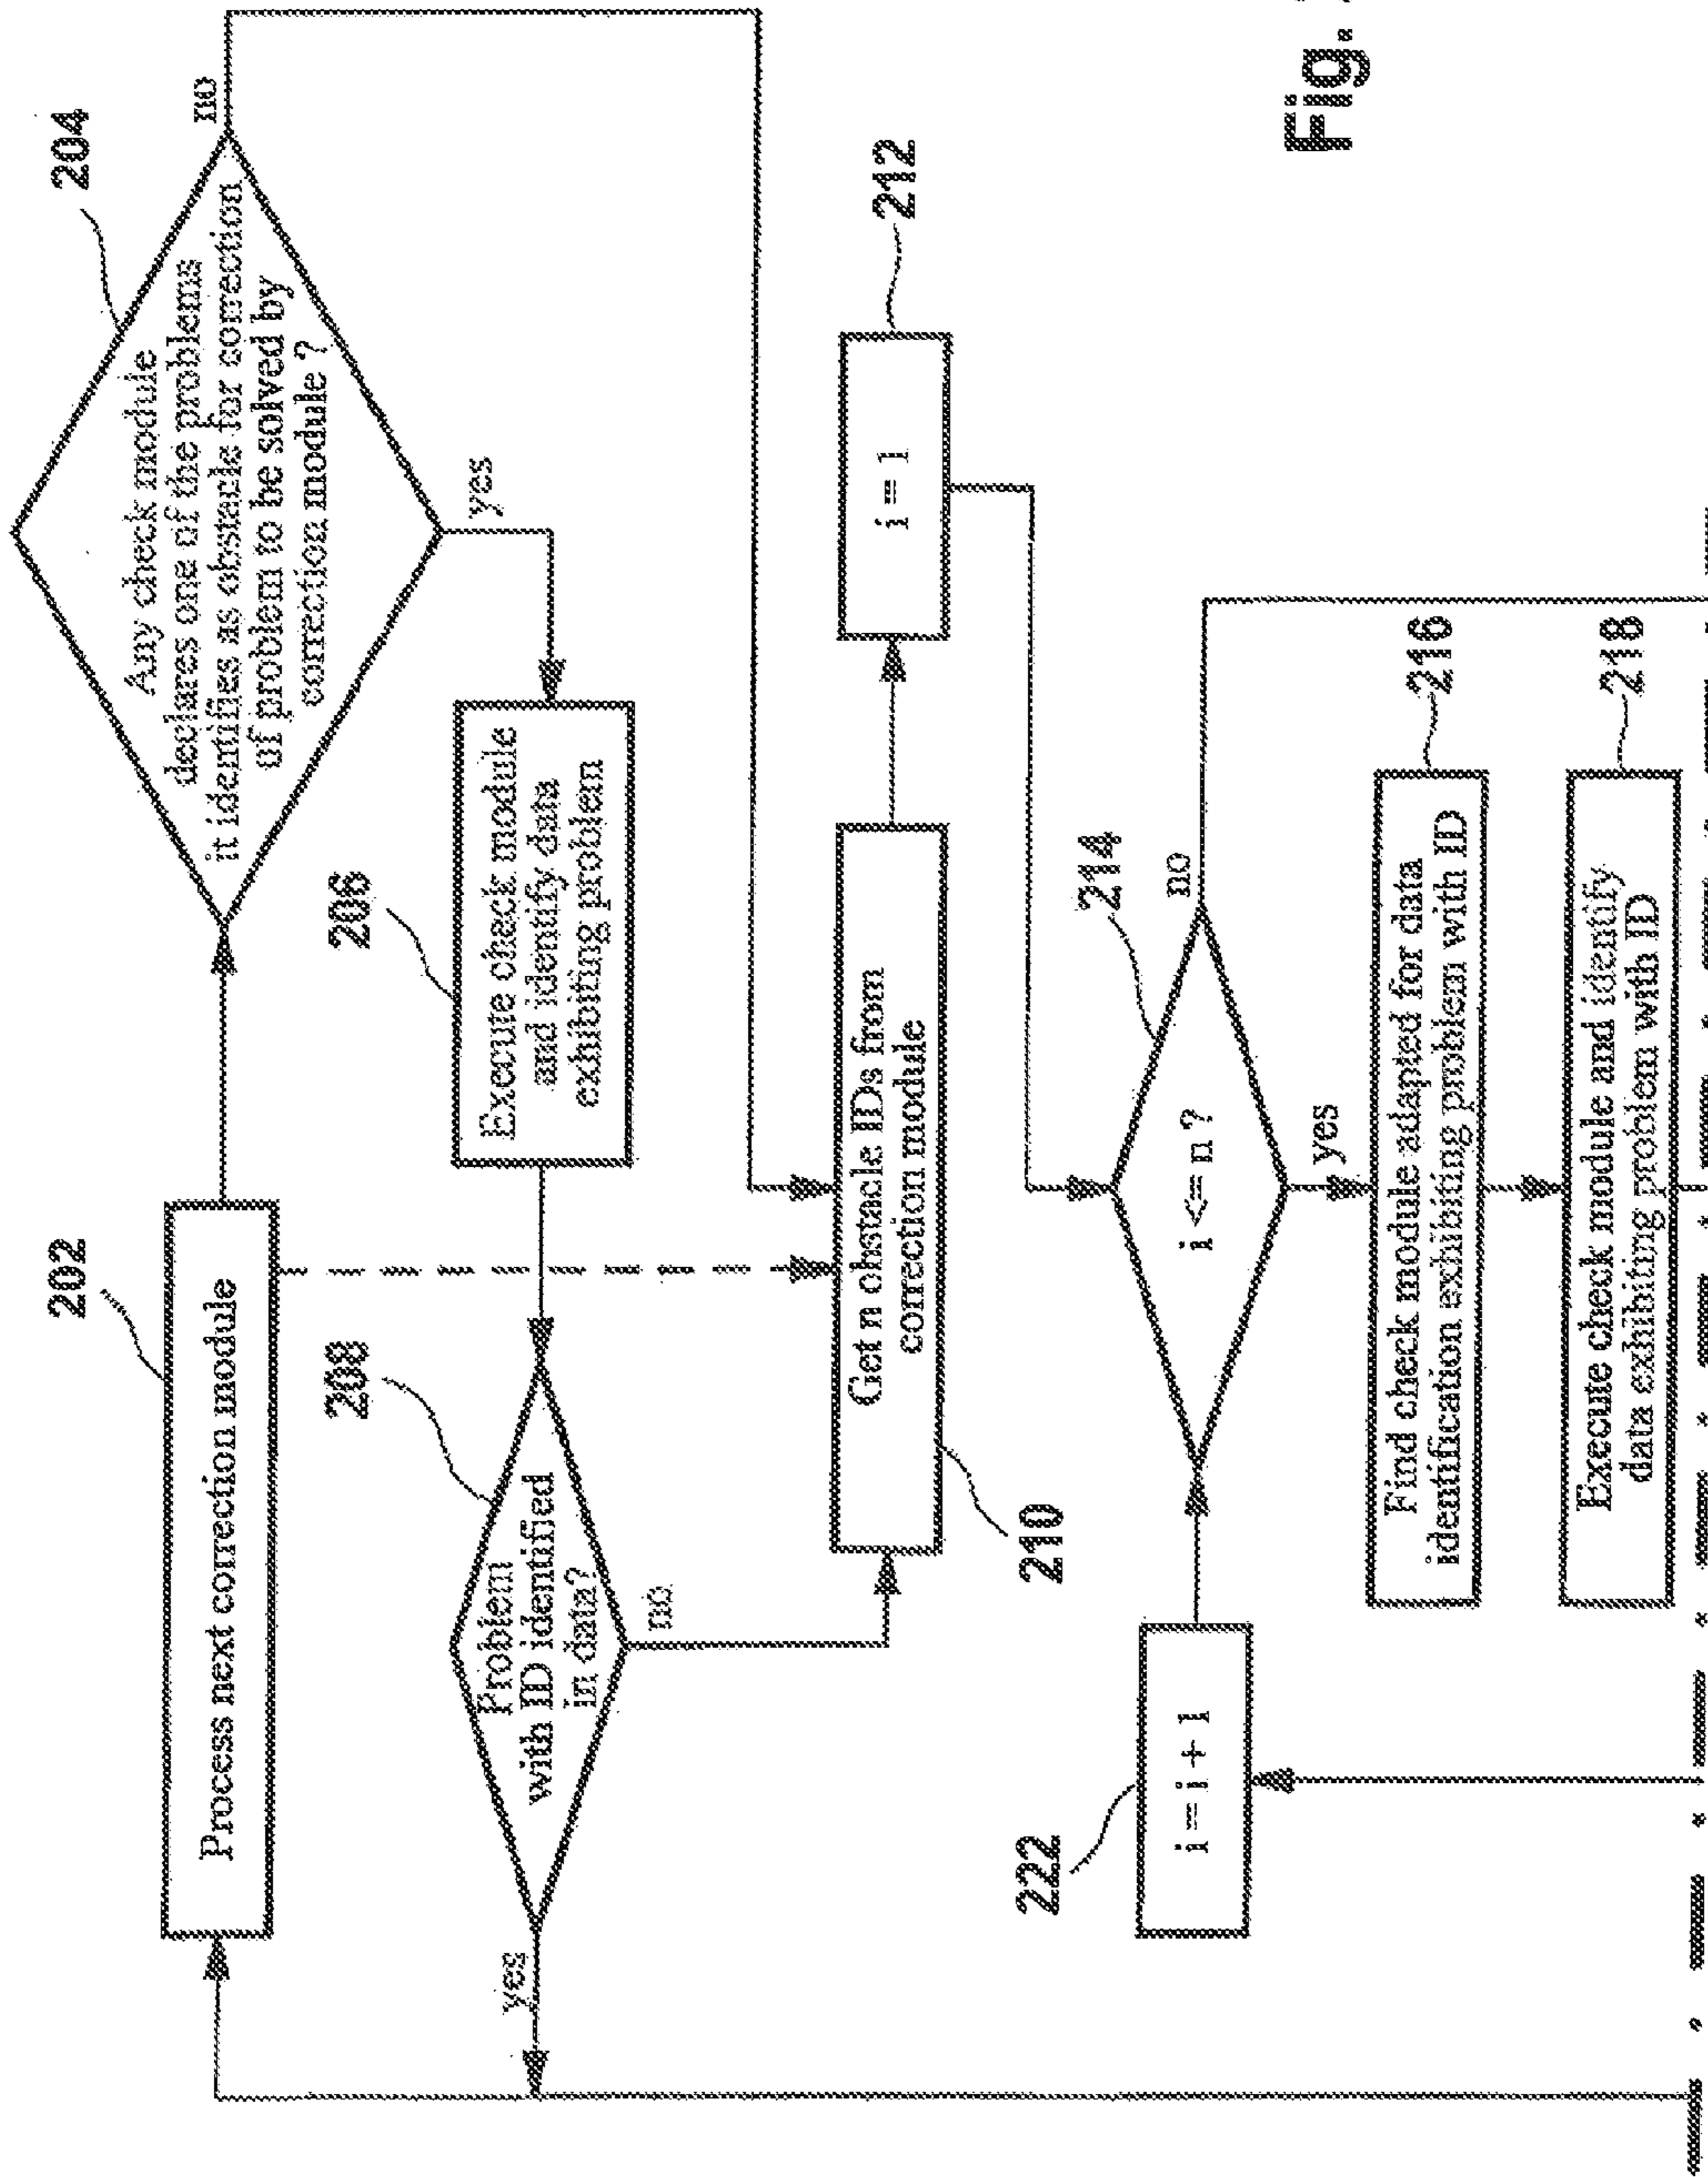 202
Process next correction module
204
Any check module
declares one of the problems
it identifies as obstacle for correction
of problem to be solved by
correction module ?
no
yes
206
Execute check module
and identify data
exhibiting problem
208
Problem
with ID identified
in data?
yes
no
Get n obstacle IDs from
correction module
210
212
i = 1
214
i <= n ?
no
yes
222
i = i + 1
216
Find check module adapted for data
identification exhibiting problem with ID
218
Execute check module and identify
data exhibiting problem with ID
Fig.